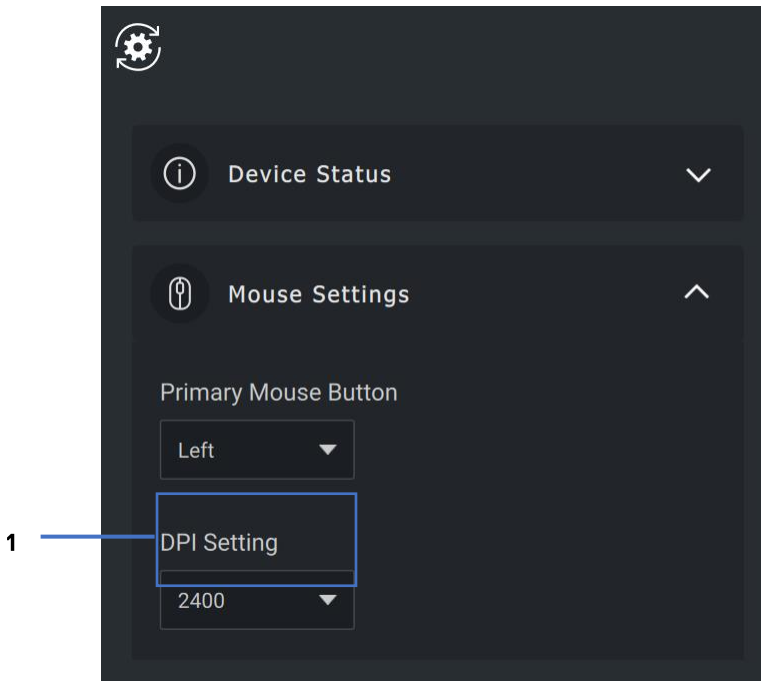 Device Status
Mouse Settings
Primary Mouse Button
Left
1
DPI Setting
2400